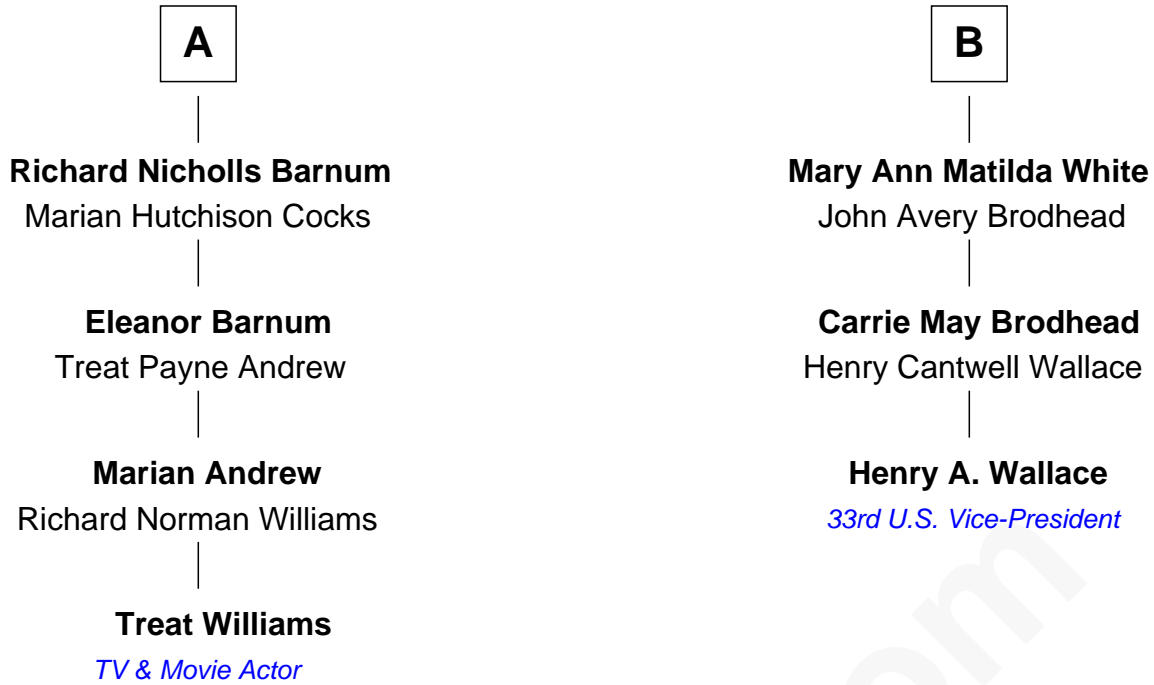 A
Richard Nicholls Barnum
Marian Hutchison Cocks
Eleanor Barnum
Treat Payne Andrew
Marian Andrew
Richard Norman Williams
Treat Williams
TV & Movie Actor
B
Mary Ann Matilda White
John Avery Brodhead
Carrie May Brodhead
Henry Cantwell Wallace
Henry A. Wallace
33rd U.S. Vice-President
om